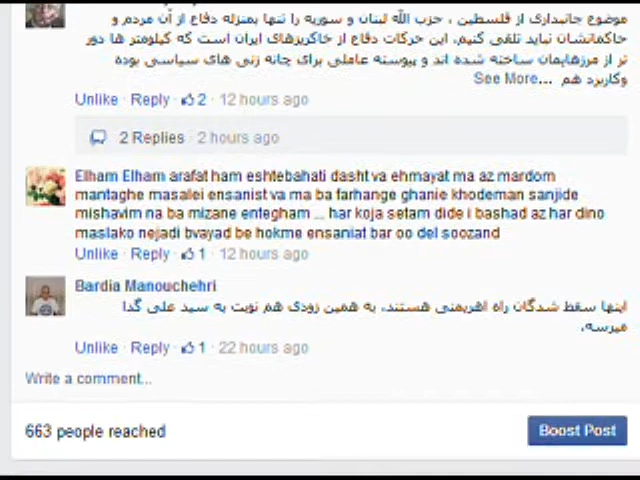 موضوع جانبداری از فلسطین ، حزب الله لبنان و سوریه را تنها بمنزله دفاع از آن مردم و
حاکمانشان نباید تلقی کنیم. این حرکات دفاع از خاکریزهای ایران است که کیلومتر ها دور
تر از مرزهایمان ساخته شده اند و پیوسته عاملی برای چانه زنی های سیاسی بوده
وکاربرد هم ...See More
Unlike · Reply · 2 · 12 hours ago
2 Replies · 2 hours ago
Elham Elham arafat ham eshtebahati dasht va ehmayat ma az mardom
mantaghe masalei ensanist va ma ba farhange ghanie khodeman sanjide
mishavim na ba mizane entegham ... har koja setam dide i bashad az har dino
maslako nejadi bvayad be hokme ensaniat bar oo del soozand
Unlike · Reply · 1 · 12 hours ago
Bardia Manouchehri
اینها سقط شدگان راه اهریمنی هستند، به همین زودی هم نوبت به سید علی گدا
میرسه،
Unlike · Reply · 1 · 22 hours ago
Write a comment...
663 people reached
Boost Post